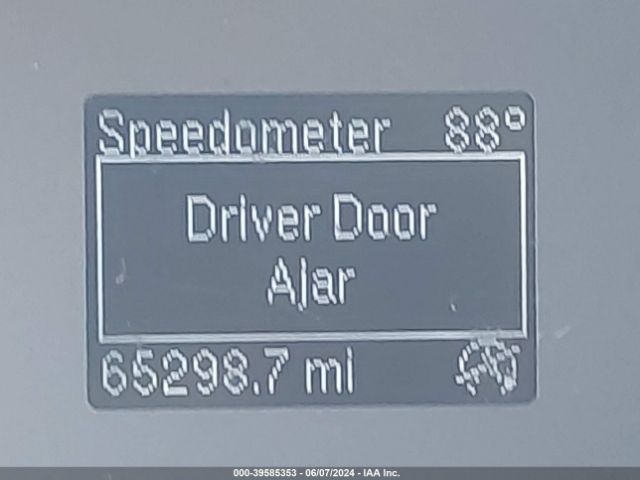 Speedometer 88°
Driver Door
Ajar
65298.7 mi
000-39585353 - 06/07/2024 - IAA Inc.